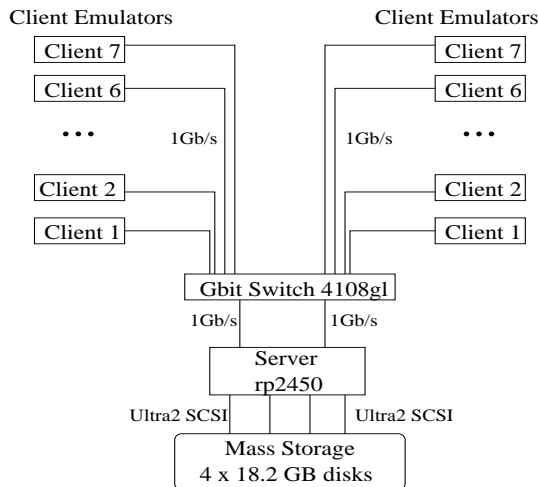 Client Emulators
Client Emulators
Client 7
Client 7
Client 6
Client 6
...
...
1Gb/s
1Gb/s
Client 2
Client 2
Client 1
Client 1
Gbit Switch 4108gl
1Gb/s
1Gb/s
Server
rp2450
Ultra2 SCSI
Ultra2 SCSI
Mass Storage
4 x 18.2 GB disks